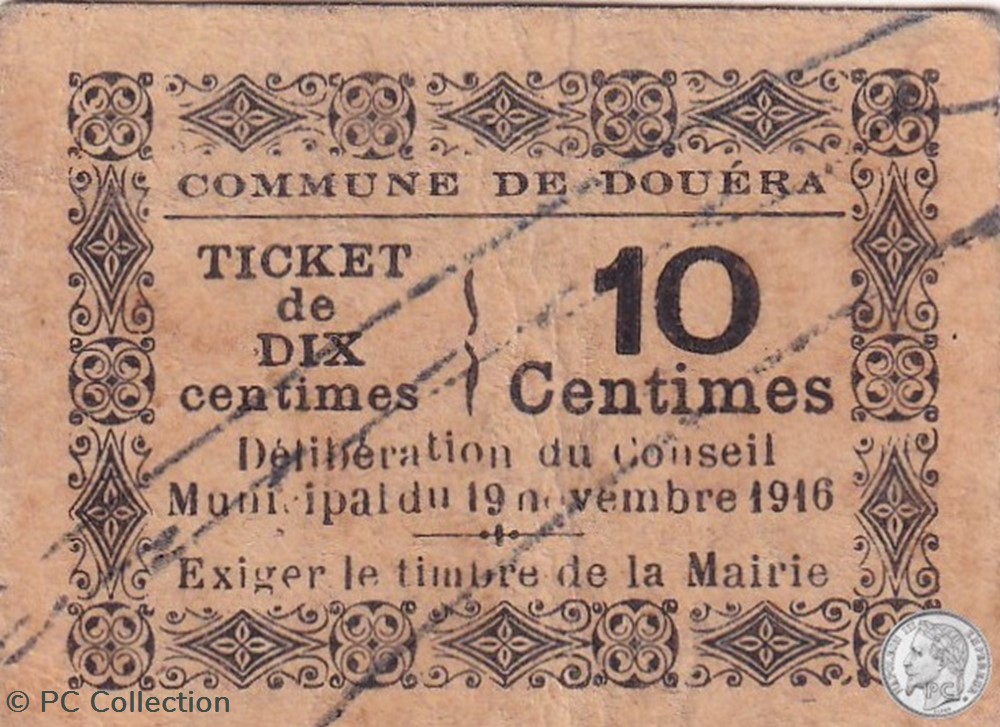 COMMUNE DE DOUÉRA
TICKET
de
DIX
centimes
10
Centimes
Délibération du Conseil
Municipal du 19 novembre 1916
Exiger le timbre de la Mairie
© PC Collection
PC